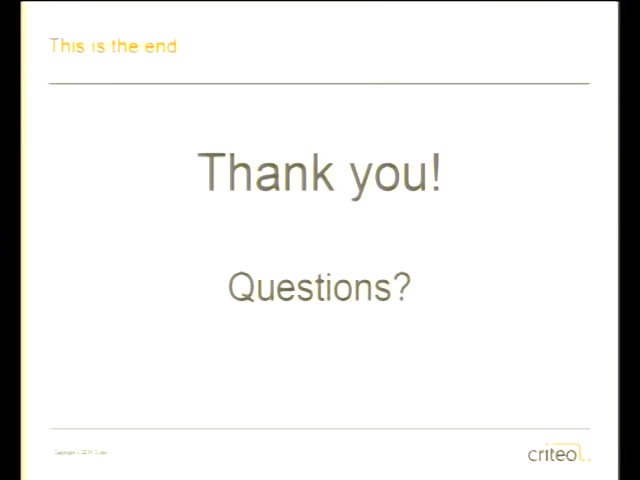 This is the end
Thank you!
Questions?
criteo